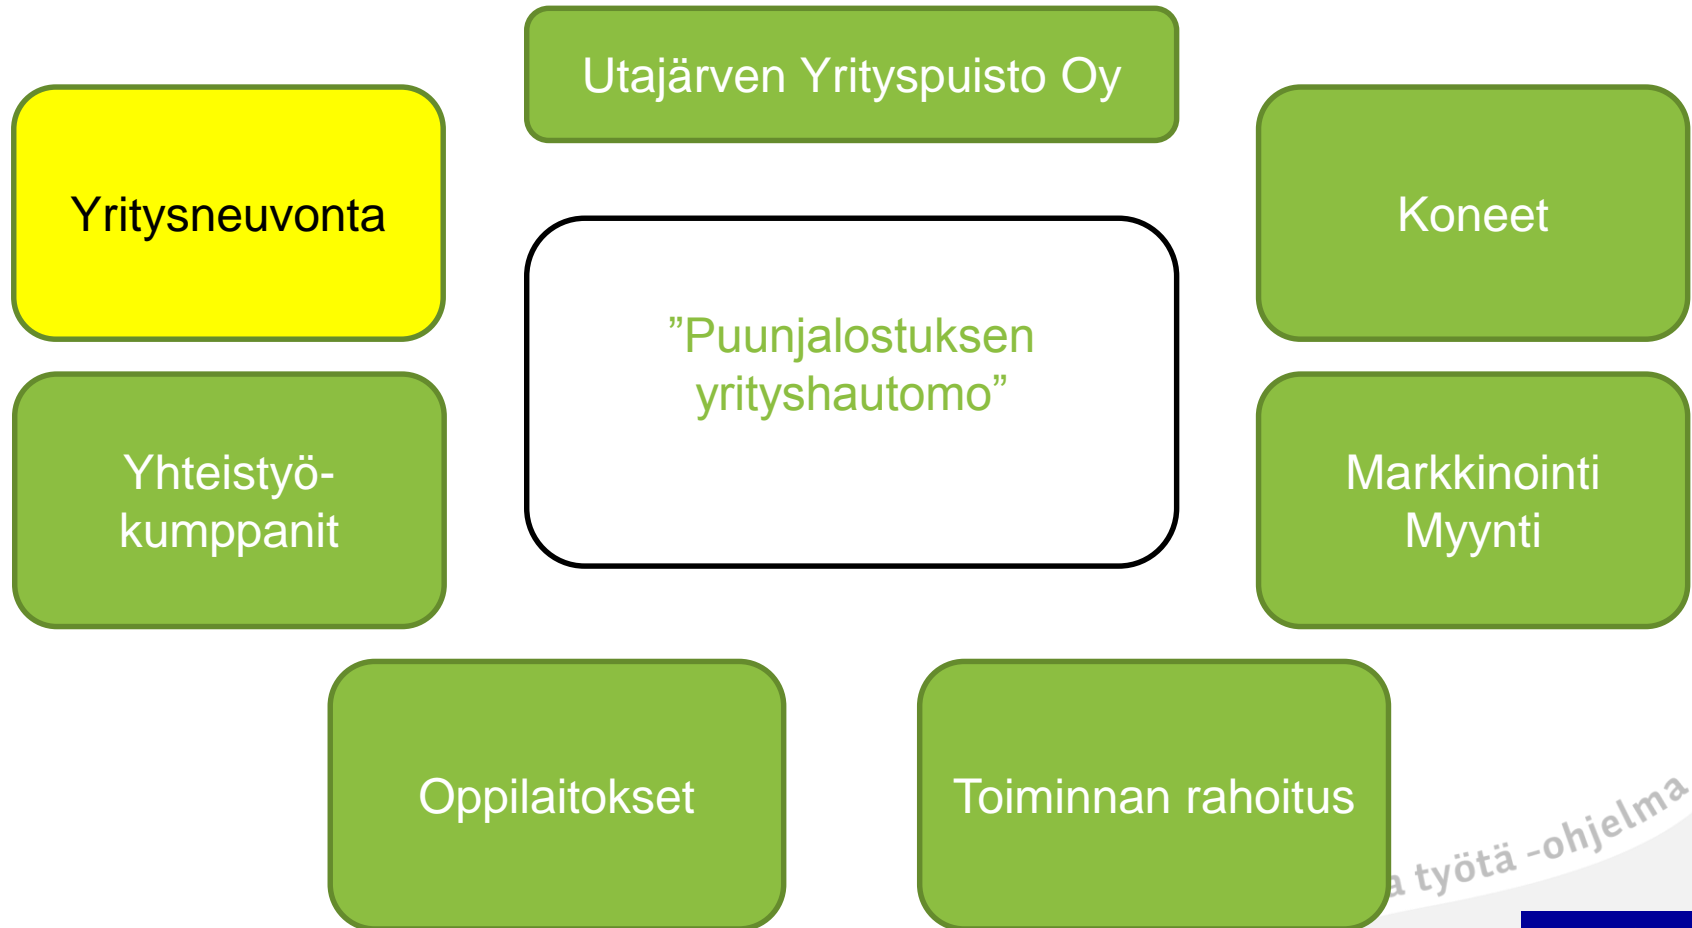 Utajärven Yrityspuisto Oy
Yritysneuvonta
Koneet
”Puunjalostuksen
yrityshautomo”
Yhteistyö-
kumppanit
Markkinointi
Myynti
Oppilaitokset
Toiminnan rahoitus
a työtä -ohjelma